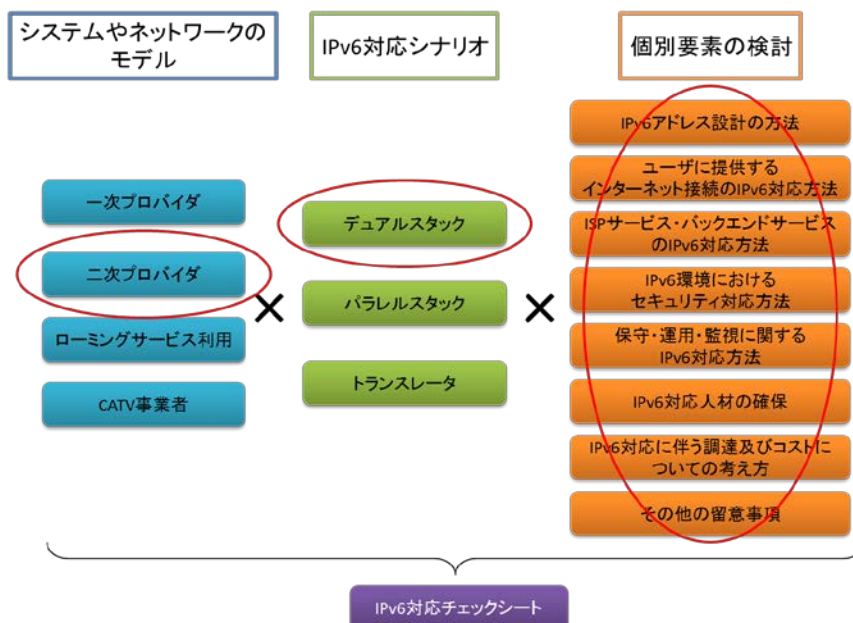 システムやネットワークの
モデル
IPv6対応シナリオ
個別要素の検討
一次プロバイダ
二次プロバイダ
ローミングサービス利用
CATV事業者
×
デュアルスタック
パラレルスタック
トランスレータ
×
IPv6アドレス設計の方法
ユーザに提供する
インターネット接続のIPv6対応方法
ISPサービス・バックエンドサービス
のIPv6対応方法
IPv6環境における
セキュリティ対応方法
保守・運用・監視に関する
IPv6対応方法
IPv6対応人材の確保
IPv6対応に伴う調達及びコストに
ついての考え方
その他の留意事項
IPv6対応チェックシート